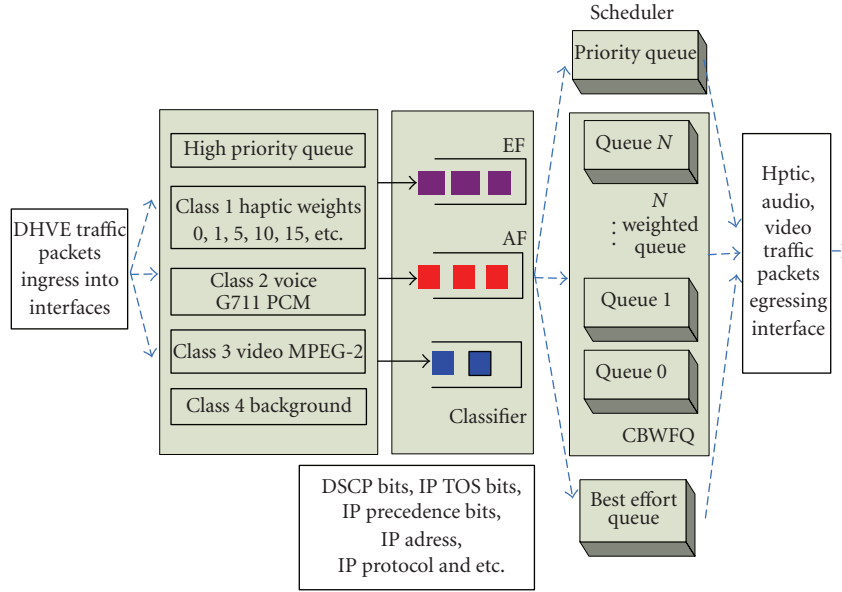 Scheduler
Priority queue
DHVE traffic
packets
ingress into
interfaces
High priority queue
Class 1 haptic weights
0, 1, 5, 10, 15, etc.
Class 2 voice
G711 PCM
Class 3 video MPEG-2
Class 4 background
EF
AF
Classifier
Queue N
N
: weighted
queue
Queue 1
Queue 0
CBWFQ
Best effort
queue
Hptic,
audio,
video
traffic
packets
egressing
interface
DSCP bits, IP TOS bits,
IP precedence bits,
IP adress,
IP protocol and etc.